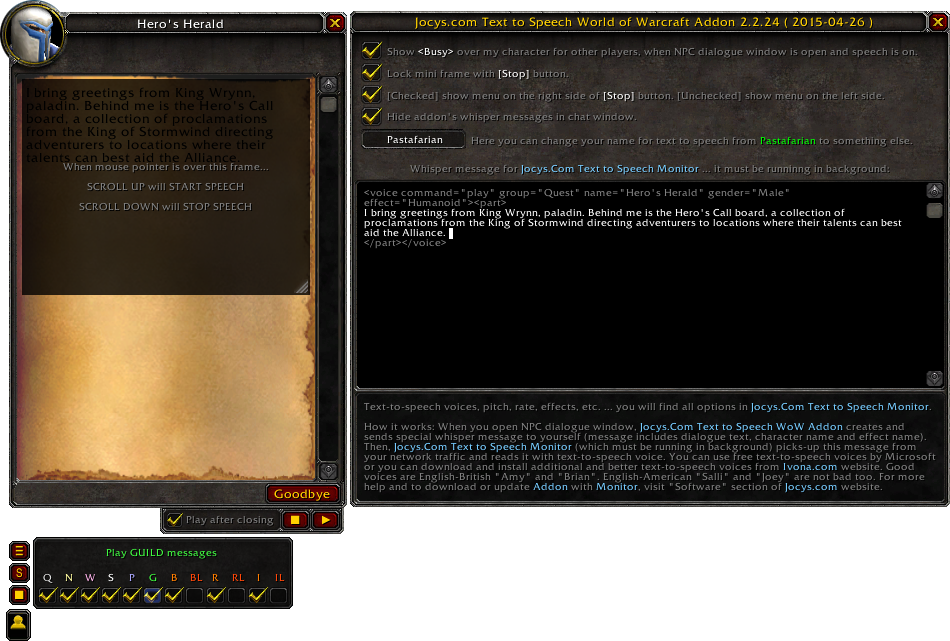 Hero's Herald
I bring greetings from King Wrynn,
paladin. Behind me is the Hero's Call
board, a collection of proclamations
from the King of Stormwind directing
adventurers to locations where their
talents can best aid the Alliance.
When mouse pointer is over this frame...
SCROLL UP will START SPEECH
SCROLL DOWN will STOP SPEECH
Goodbye
Play after closing
Jocys.com Text to Speech World of Warcraft Addon 2.2.24 ( 2015-04-26 )
Show <Busy> over my character for other players, when NPC dialogue window is open and speech is on.
Lock mini frame with [Stop] button.
[Checked] show menu on the right side of [Stop] button. [Unchecked] show menu on the left side.
Hide addon's whisper messages in chat window.
Pastafarian Here you can change your name for text to speech from Pastafarian to something else.
Whisper message for Jocys.com Text to Speech Monitor ... it must be running in background:
<voice command="play" group="Quest" name="Hero's Herald" gender="Male"
effect="Humanoid"><part>
I bring greetings from King Wrynn, paladin. Behind me is the Hero's Call board, a collection of
proclamations from the King of Stormwind directing adventurers to locations where their talents can best
aid the Alliance.
</part></voice>
Text-to-speech voices, pitch, rate, effects, etc. ... you will find all options in Jocys.Com Text to Speech Monitor.
How it works: When you open NPC dialogue window, Jocys.Com Text to Speech WoW Addon creates and
sends special whisper message to yourself (message includes dialogue text, character name and effect name).
Then, Jocys.Com Text to Speech Monitor (which must be running in background) picks-up this message from
your network traffic and reads it with text-to-speech voice. You can use free text-to-speech voices by Microsoft
or you can download and install additional and better text-to-speech voices from Ivona.com website. Good
voices are English-British "Amy" and "Brian". English-American "Salli" and "Joey" are not bad too. For more
help and to download or update Addon with Monitor, visit "Software" section of Jocys.com website.
Play GUILD messages
Q N W S P G B BL R RL I IL
S